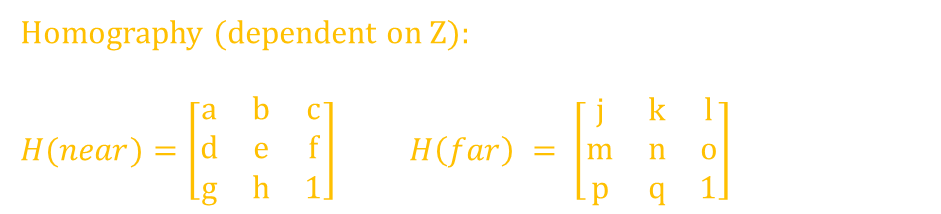 Homography (dependent on Z):
a b c j k l
H(near) = d e f H(far) = m n o
g h 1 p q 1